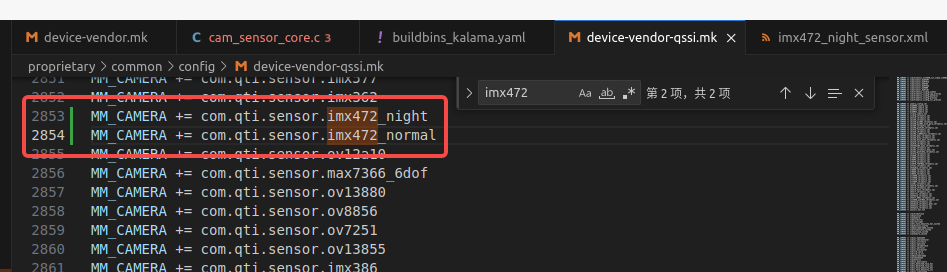 device-vendor.mk
cam_sensor_core.c 3
buildbins_kalama.yaml
device-vendor-qssi.mk
imx472_night_sensor.xml
proprietary > common > config > device-vendor-qssi.mk
2851 MM_CAMERA += com.qti.sensor.imx577
imx472
第 2 项，共 2 项
2852 MM_CAMERA += com.qti.sensor.imx362
2853 MM_CAMERA += com.qti.sensor.imx472_night
2854 MM_CAMERA += com.qti.sensor.imx472_normal
2855 MM_CAMERA += com.qti.sensor.ov12a10
2856 MM_CAMERA += com.qti.sensor.max7366_6dof
2857 MM_CAMERA += com.qti.sensor.ov13880
2858 MM_CAMERA += com.qti.sensor.ov8856
2859 MM_CAMERA += com.qti.sensor.ov7251
2860 MM_CAMERA += com.qti.sensor.ov13855
2861 MM_CAMERA += com.qti.sensor.imx386